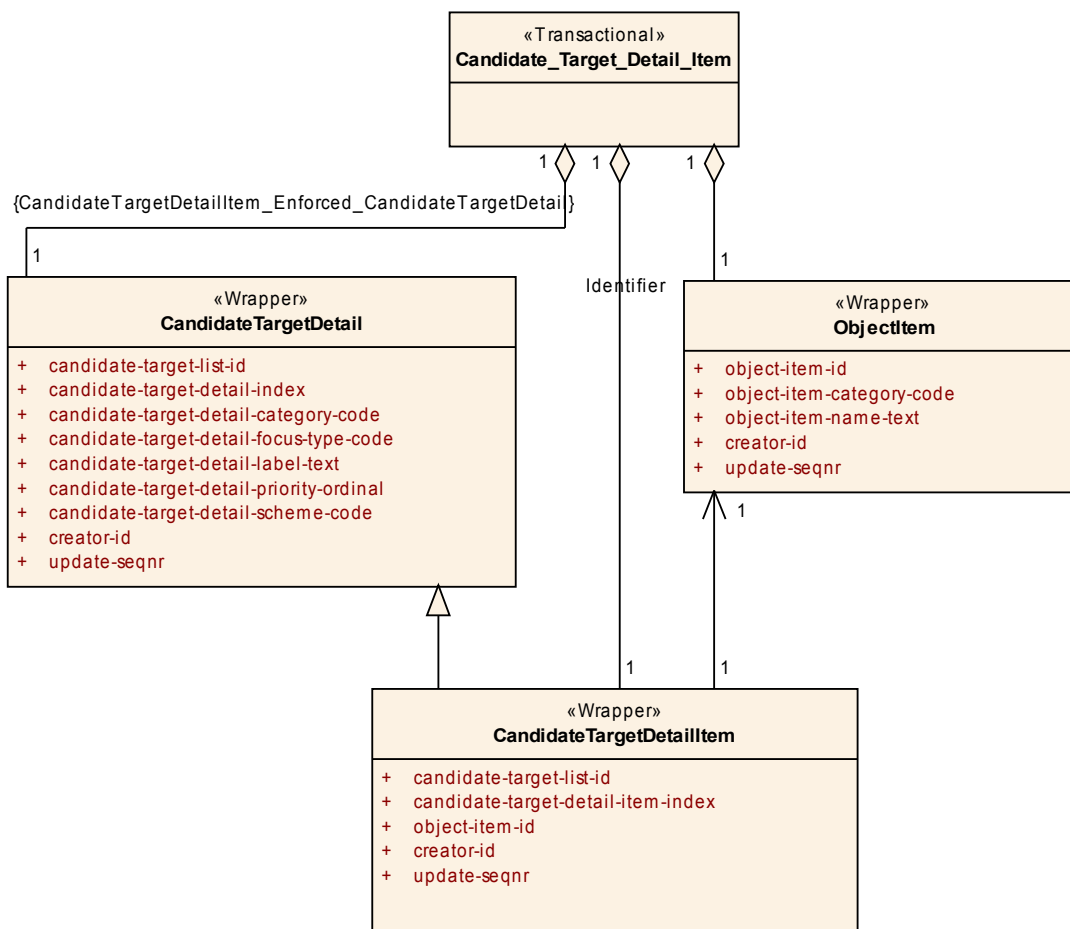 «Transactional»
Candidate_Target_Detail_Item
1
1
1
{CandidateTargetDetailItem_Enforced_CandidateTargetDetail}
1
1
Identifier
«Wrapper»
CandidateTargetDetail
+ candidate-target-list-id
+ candidate-target-detail-index
+ candidate-target-detail-category-code
+ candidate-target-detail-focus-type-code
+ candidate-target-detail-label-text
+ candidate-target-detail-priority-ordinal
+ candidate-target-detail-scheme-code
+ creator-id
+ update-seqnr
«Wrapper»
ObjectItem
+ object-item-id
+ object-item-category-code
+ object-item-name-text
+ creator-id
+ update-seqnr
1
1
1
«Wrapper»
CandidateTargetDetailItem
+ candidate-target-list-id
+ candidate-target-detail-item-index
+ object-item-id
+ creator-id
+ update-seqnr